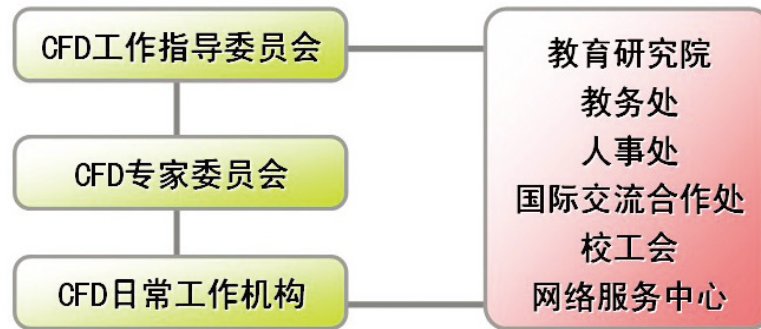 CFD工作指导委员会
CFD专家委员会
CFD日常工作机构
教育研究院
教务处
人事处
国际交流合作处
校工会
网络服务中心